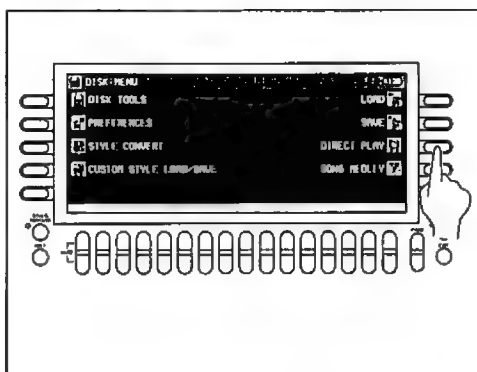 DISK MENU
DISK TOOLS
LOAD
PREFERENCES
SAVE
STYLE CONVERT
DIRECT PLAY
CUSTOM STYLE LOAD/SAVE
SONG MEDLEY